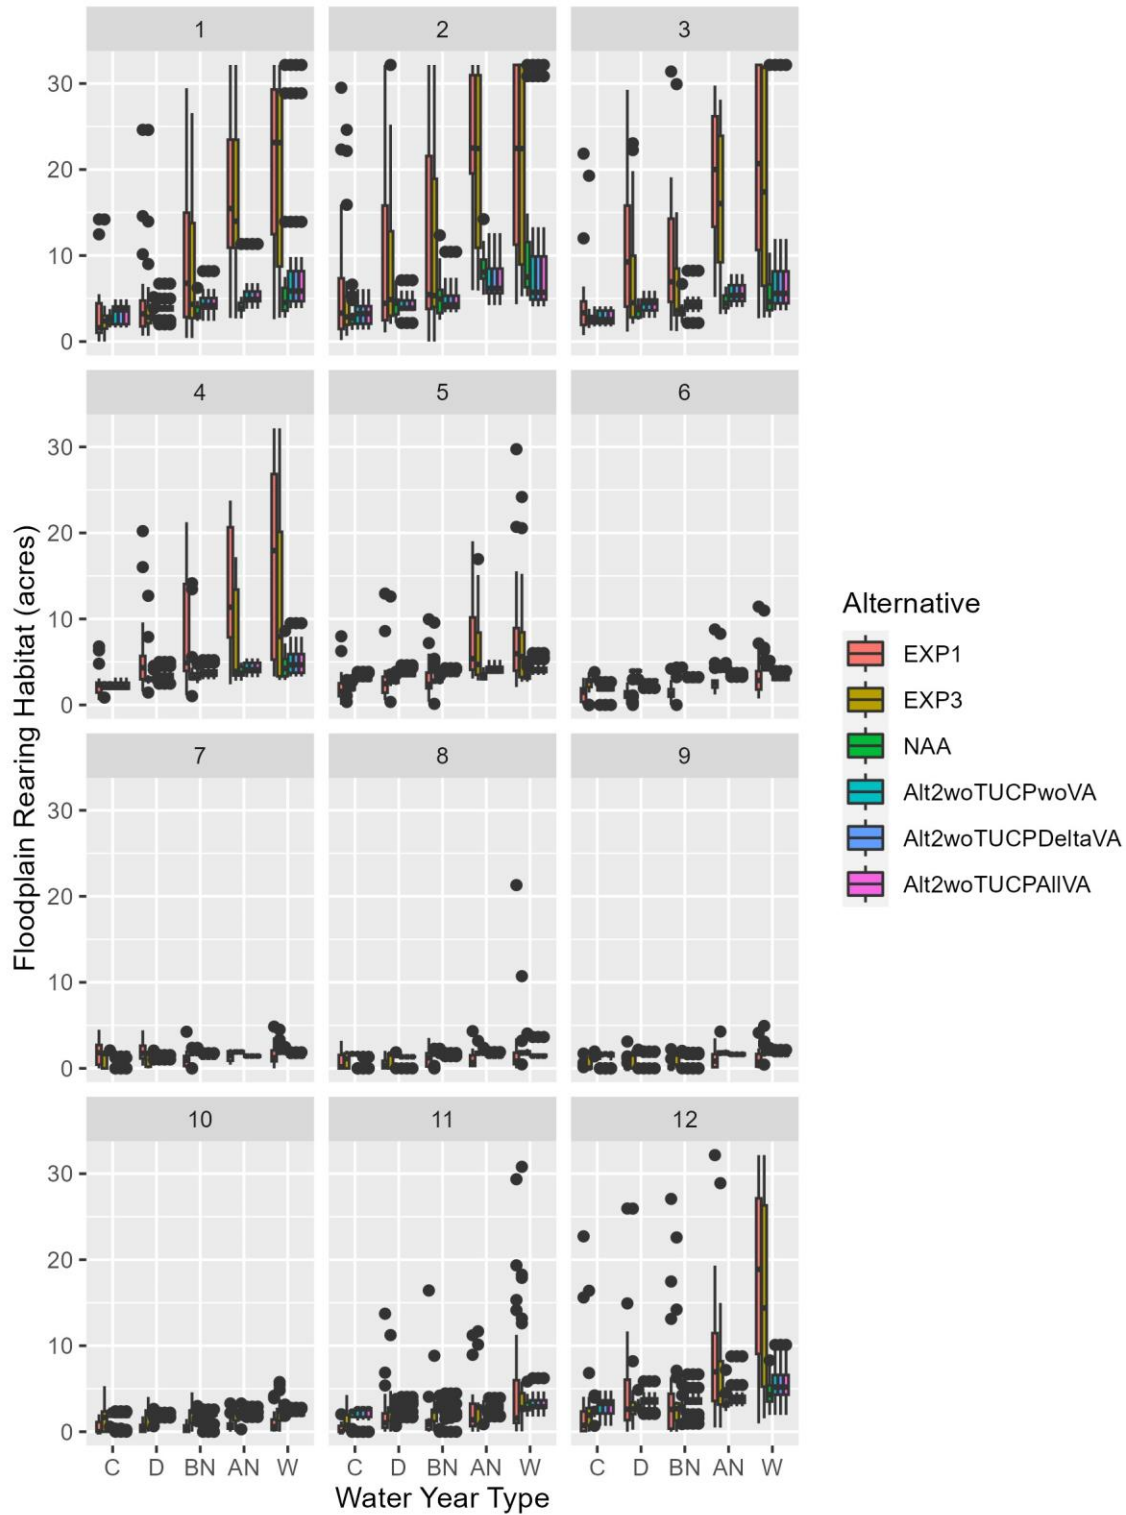 1 2 3
30
20
10
0
4 5 6
30
20
10
0
7 8 9
30
20
10
0
10 11 12
30
20
10
0
C D BN AN W C D BN AN W C D BN AN W
Water Year Type
Floodplain Rearing Habitat (acres)
Alternative
EXP1
EXP3
NAA
Alt2woTUCPwoVA
Alt2woTUCPDeltaVA
Alt2woTUCPAllVA